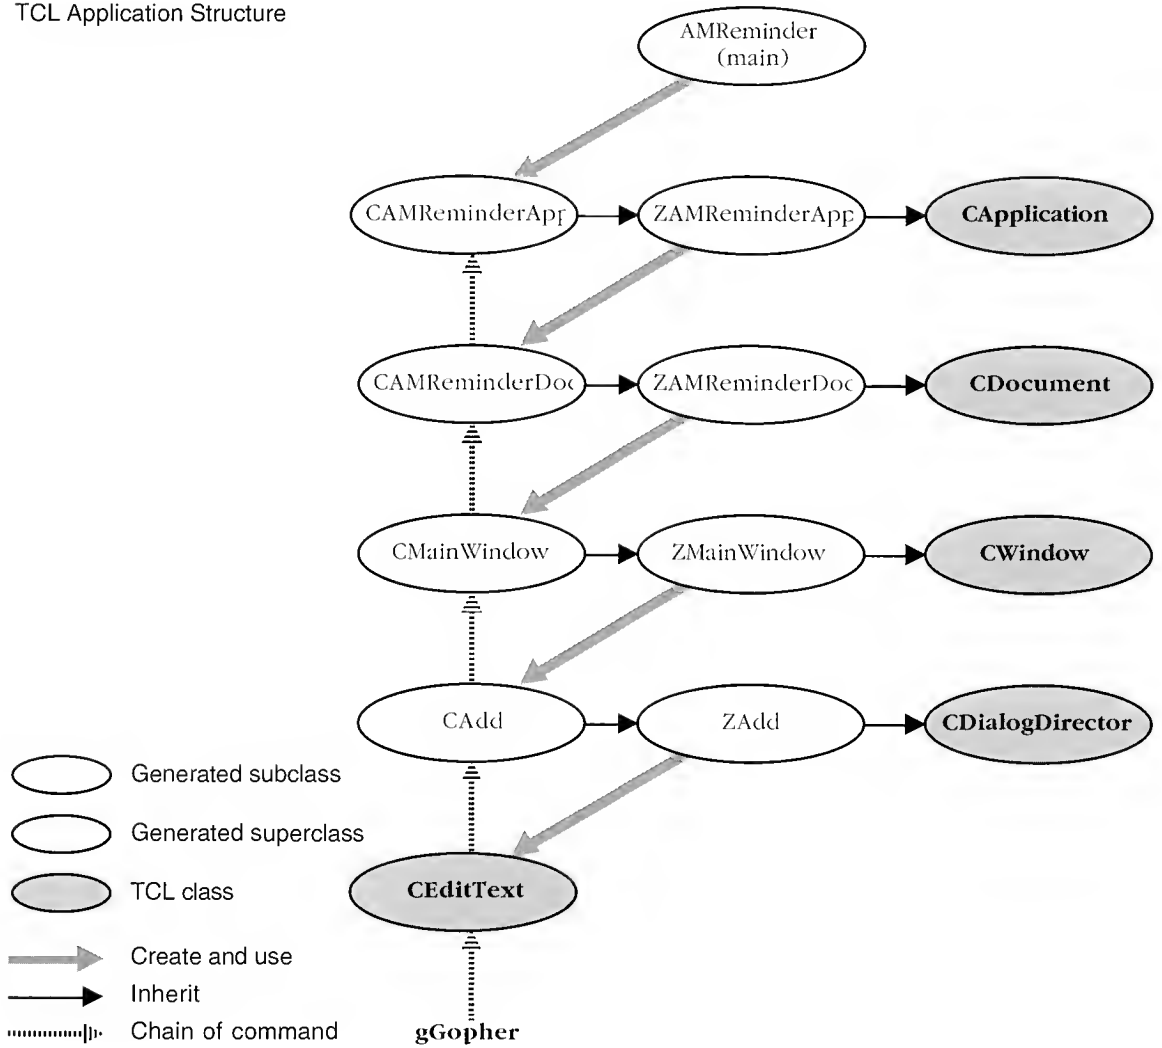 TCL Application Structure
AMReminder
(main)
CAMReminderApp
ZAMReminderApp
CApplication
CAMReminderDoc
ZAMReminderDoc
CDocument
CMainWindow
ZMainWindow
CWindow
CAdd
ZAdd
CDialogDirector
Generated subclass
Generated superclass
TCL class
CEditText
Create and use
Inherit
Chain of command
gGopher